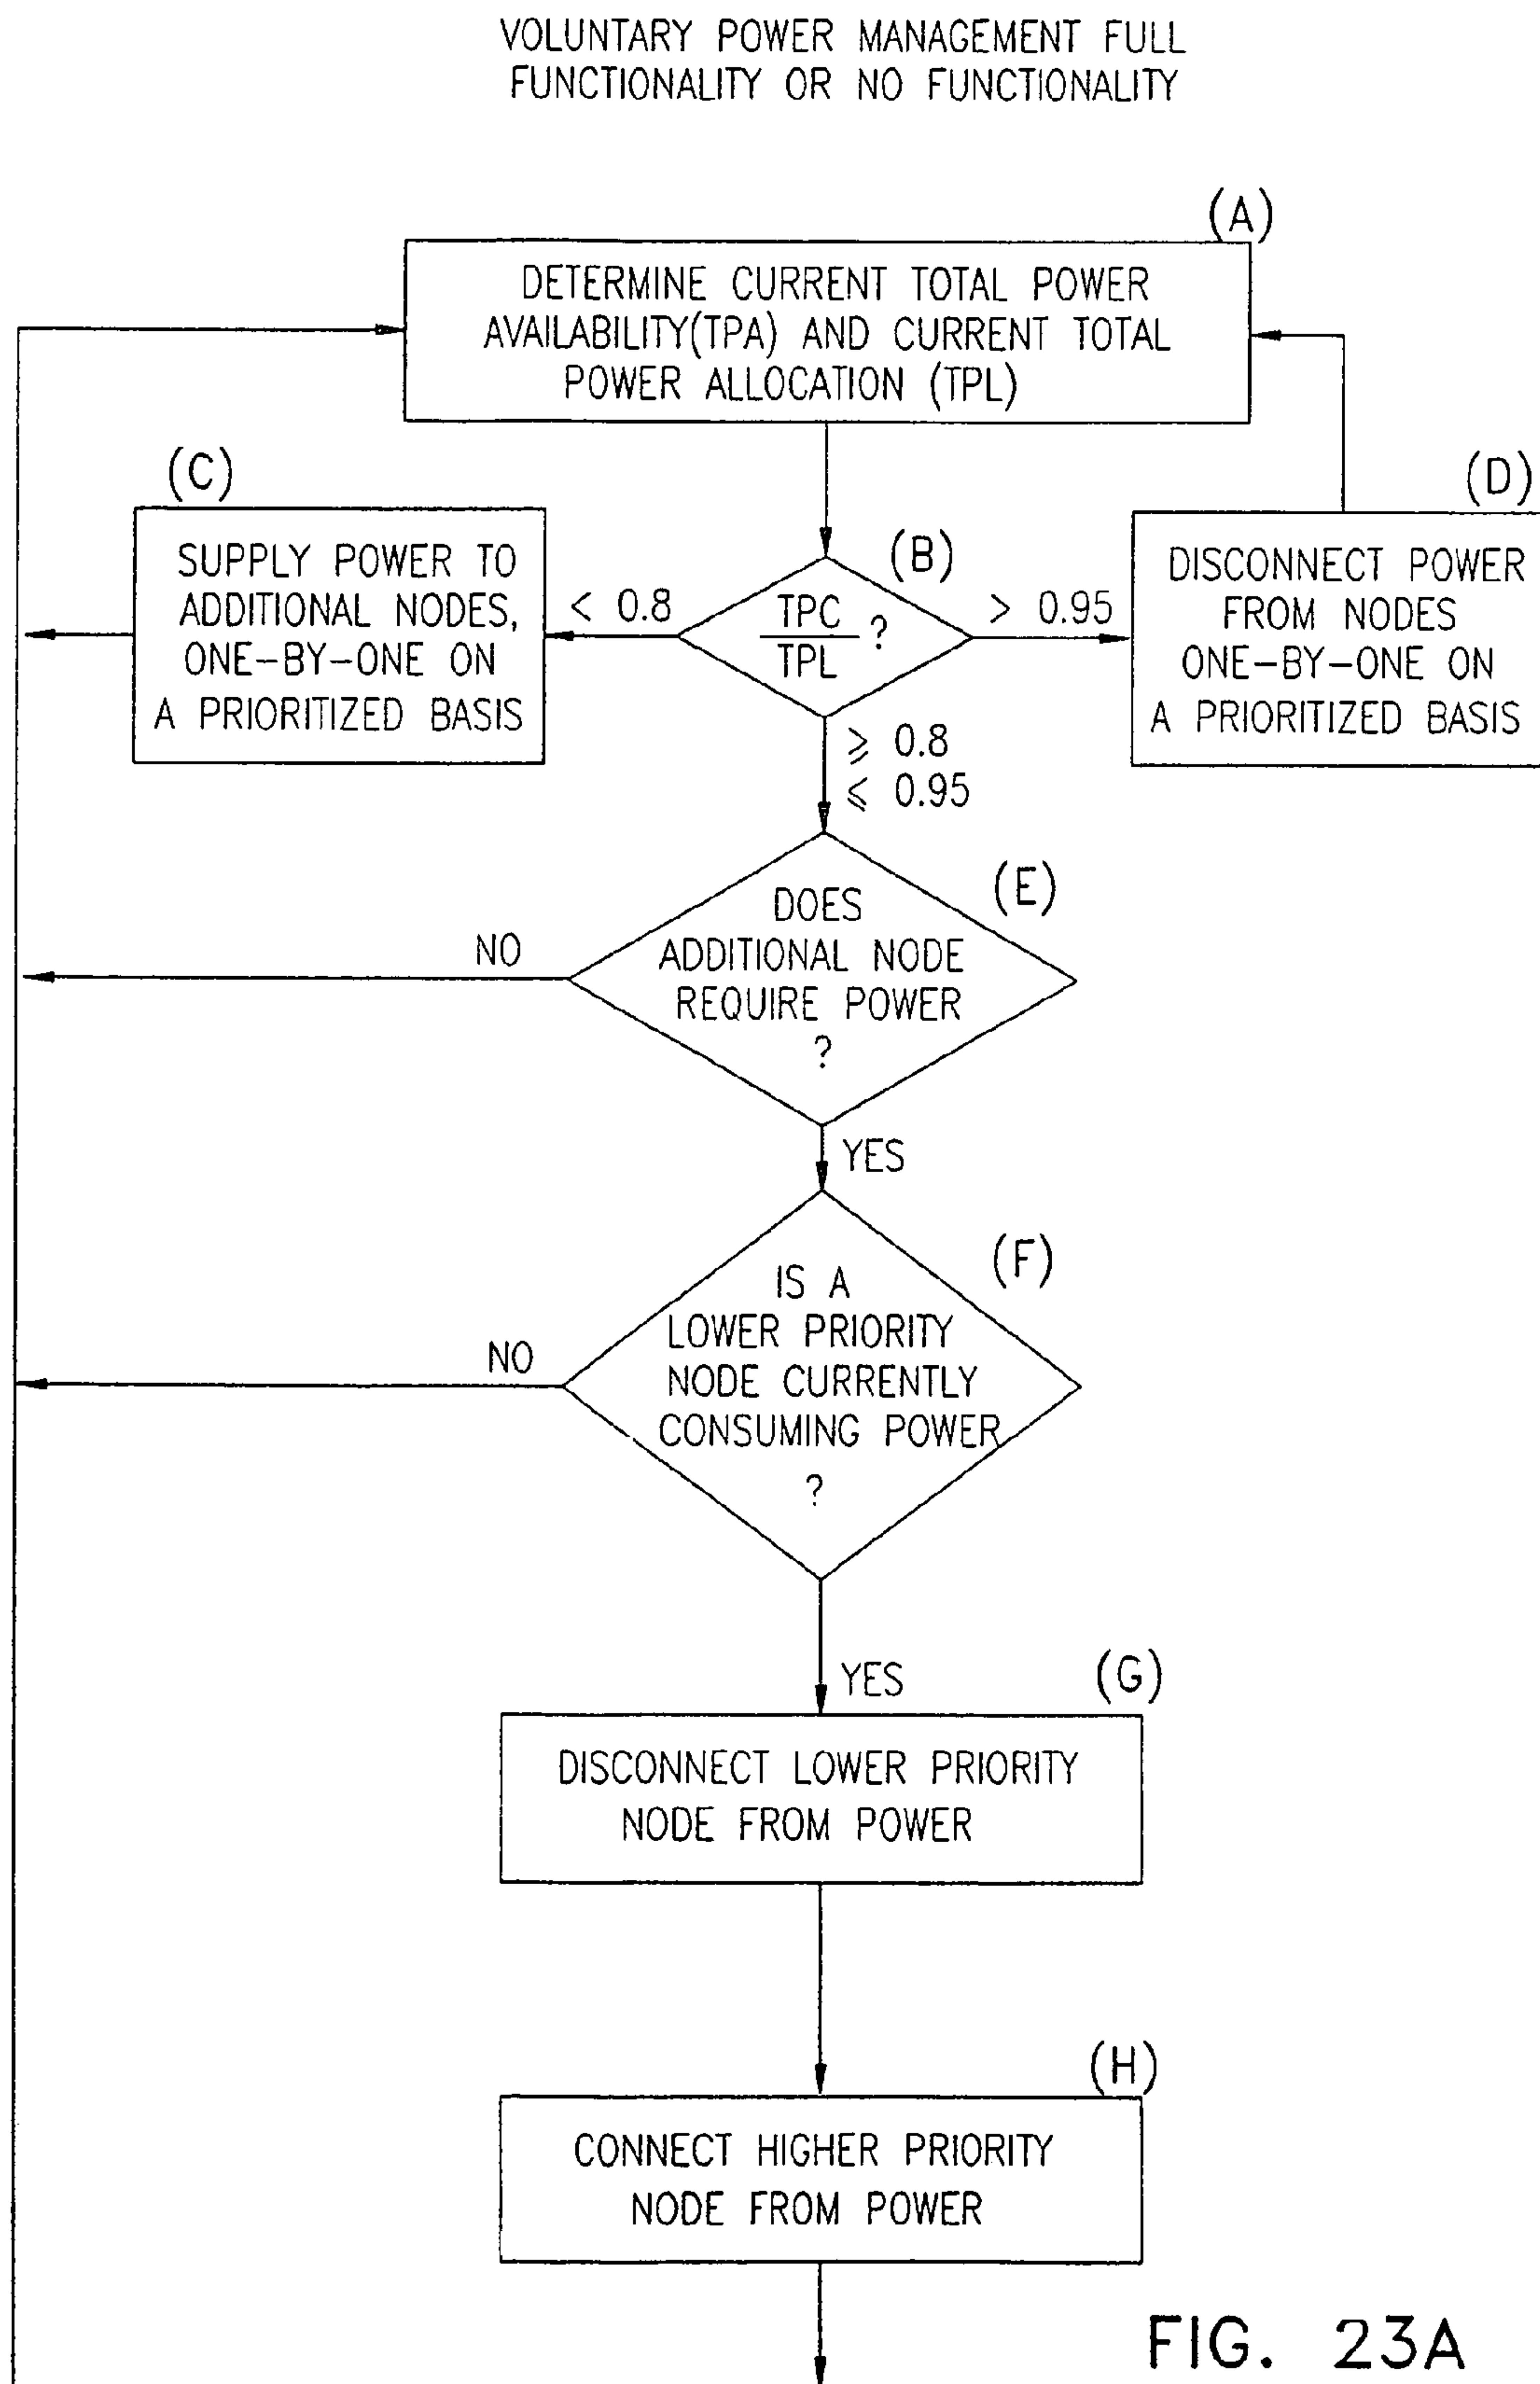 VOLUNTARY POWER MANAGEMENT FULL
FUNCTIONALITY OR NO FUNCTIONALITY
(A)
DETERMINE CURRENT TOTAL POWER
AVAILABILITY(TPA) AND CURRENT TOTAL
POWER ALLOCATION (TPL)
(C)
SUPPLY POWER TO
ADDITIONAL NODES,
ONE-BY-ONE ON
A PRIORITIZED BASIS
< 0.8
(B)
TPC
TPL
?
> 0.95
(D)
DISCONNECT POWER
FROM NODES
ONE-BY-ONE ON
A PRIORITIZED BASIS
⩾ 0.8
⩽ 0.95
(E)
DOES
ADDITIONAL NODE
REQUIRE POWER
?
NO
YES
(F)
IS A
LOWER PRIORITY
NODE CURRENTLY
CONSUMING POWER
?
NO
YES
(G)
DISCONNECT LOWER PRIORITY
NODE FROM POWER
(H)
CONNECT HIGHER PRIORITY
NODE FROM POWER
FIG. 23A